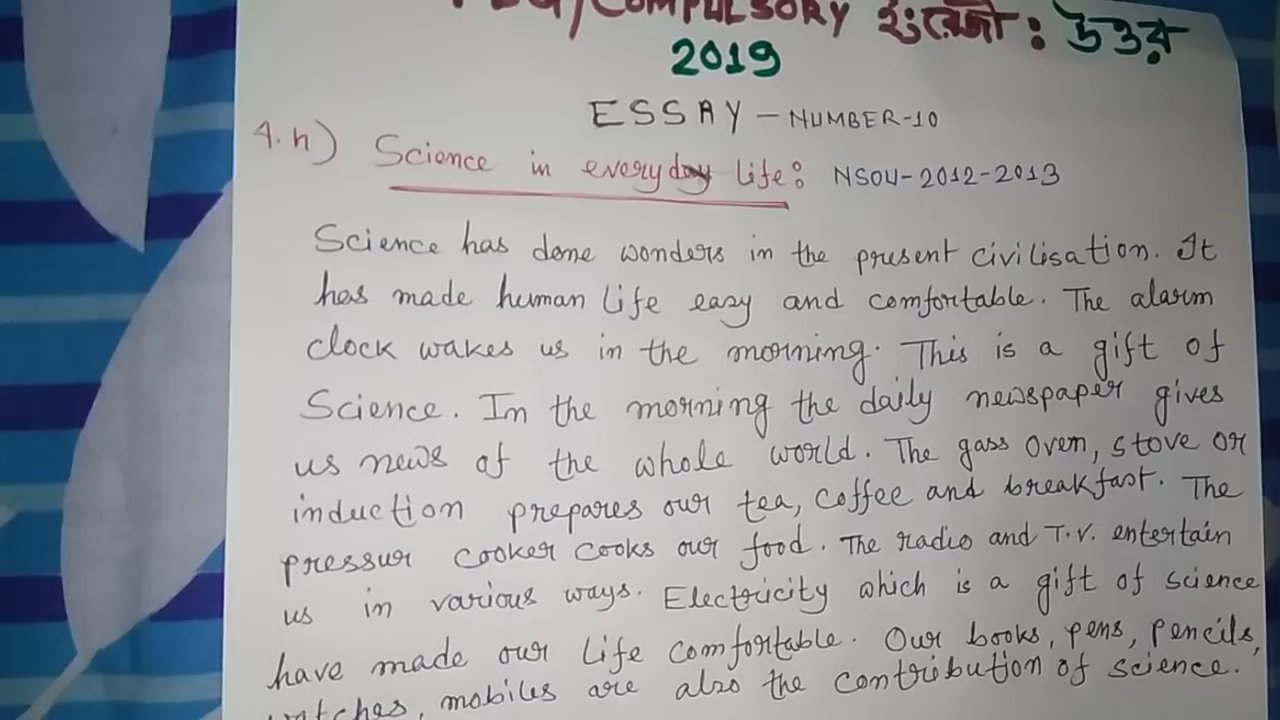 /COMPULSORY ইংরেজী: উত্তর
2019
ESSAY - NUMBER-10
4.h) Science in everyday life: NSOU-2012-2013
Science has done wonders in the present civilisation. It
has made human life easy and comfortable. The alarm
clock wakes us in the morning. This is a gift of
Science. In the morning the daily newspaper gives
us news of the whole world. The gass oven, stove or
induction prepares our tea, coffee and breakfast. The
pressur cooker cooks our food. The radio and T.V. entertain
us in various ways. Electricity which is a gift of science
have made our life comfortable. Our books, pens, pencils,
watches, mobiles are also the contribution of science.